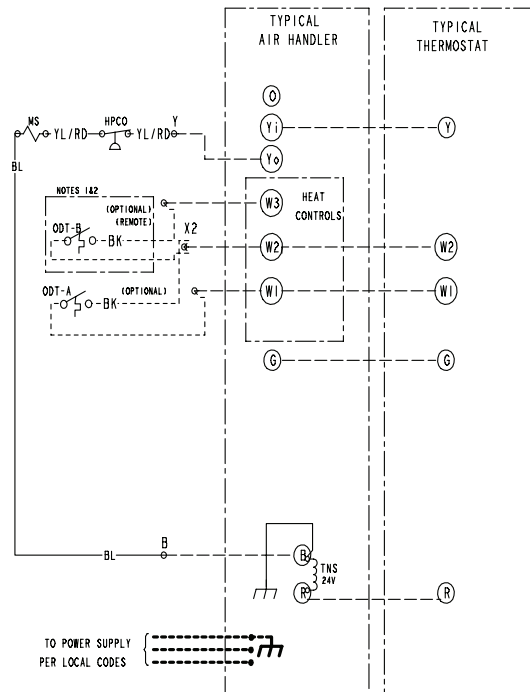 TYPICAL
AIR HANDLER
TYPICAL
THERMOSTAT
O
MS
YL/RD
HPCO
YL/RD
Y
Yi
Y
BL
Yo
NOTES 1&2
(OPTIONAL)
(REMOTE)
W3
HEAT
CONTROLS
ODT-B
BK
X2
W2
W2
ODT-A
BK
(OPTIONAL)
W1
W1
G
G
BL
B
B
TNS
24V
R
R
TO POWER SUPPLY
PER LOCAL CODES